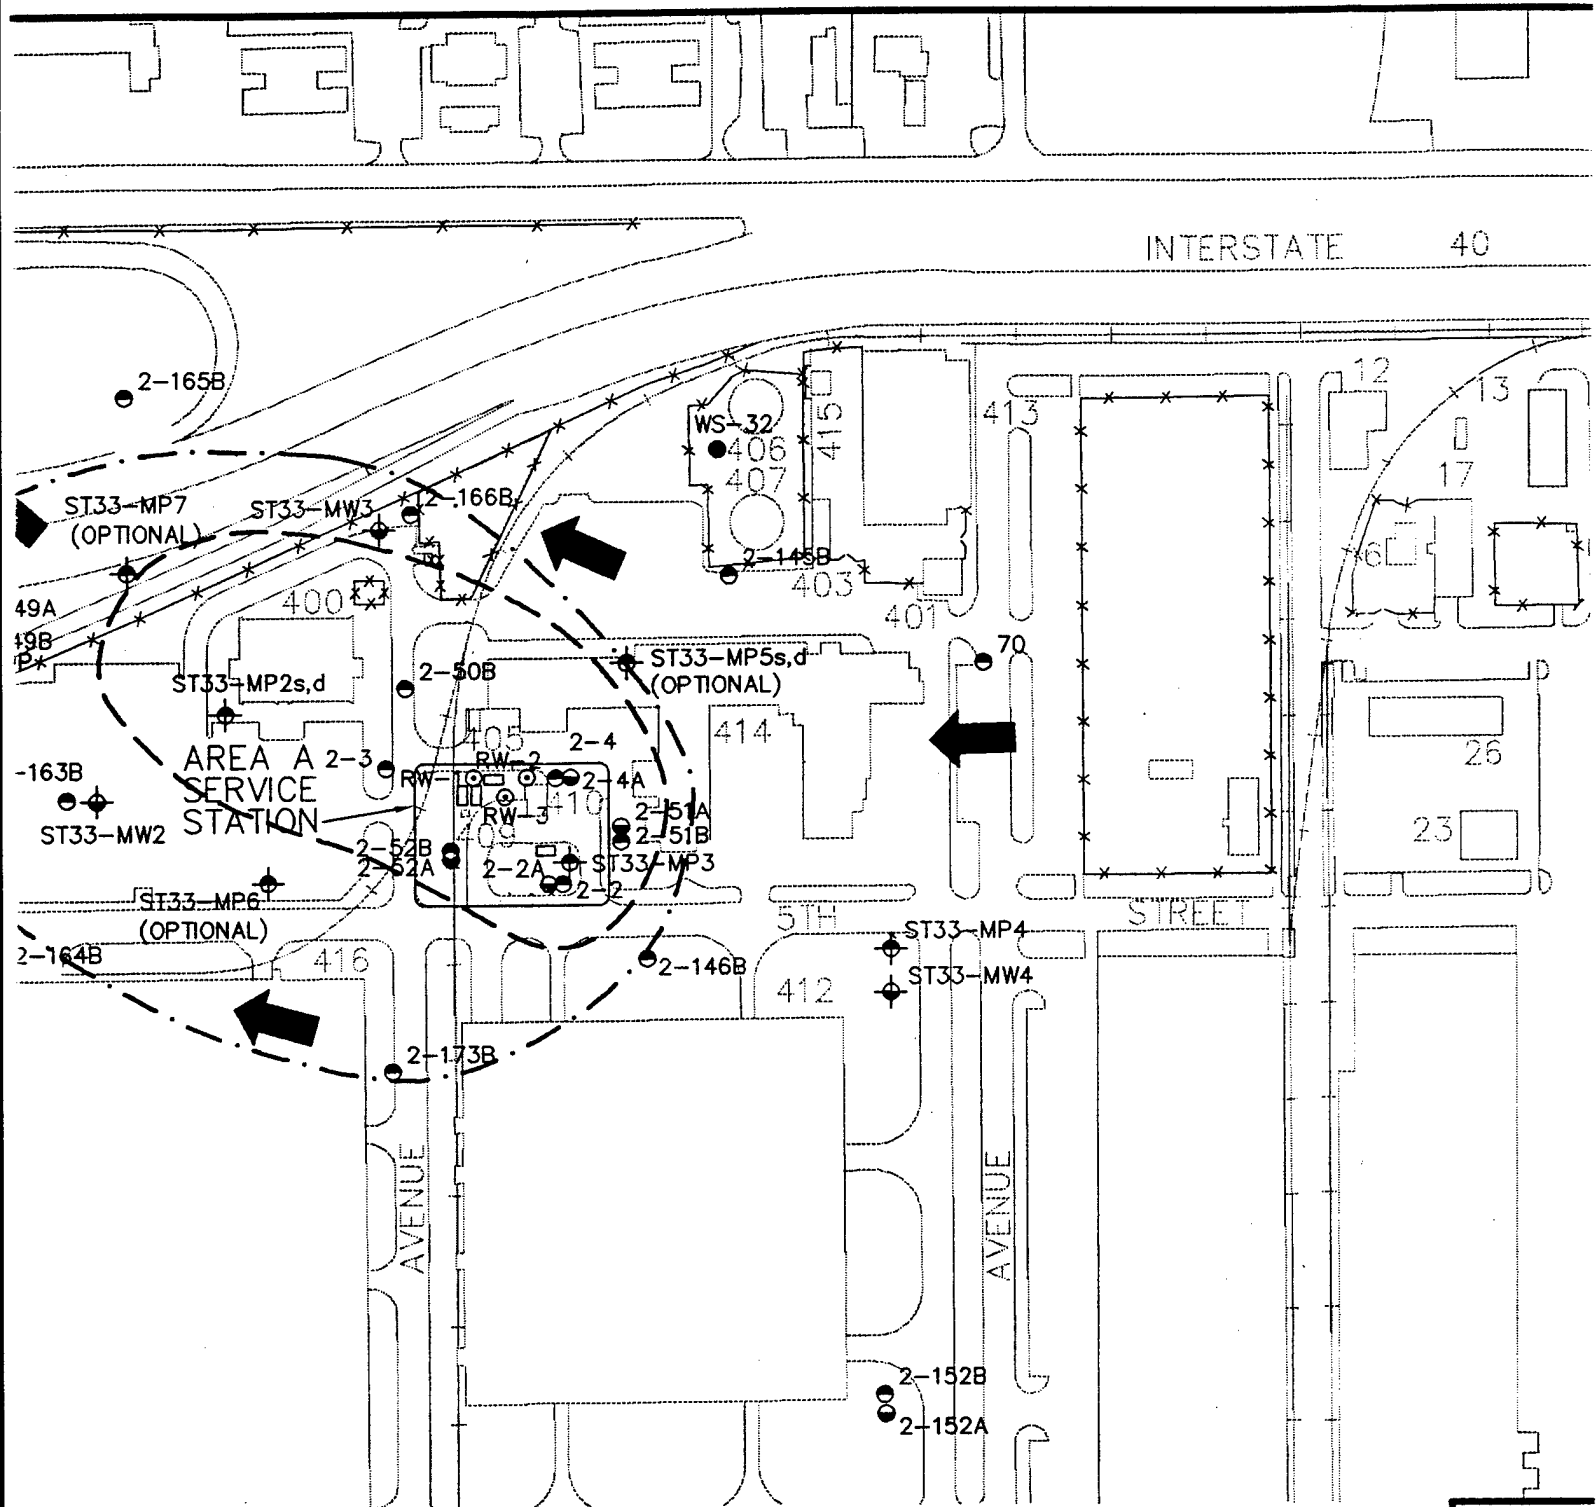 INTERSTATE 40
2-165B
12
13
413
415
WS-32
406
407
17
ST33-MP7
(OPTIONAL)
ST33-MW3
2-166B
6
2-145B
403
401
400
49A
49B
P
70
2-50B
ST33-MP5s,d
(OPTIONAL)
ST33-MP2s,d
405
2-4
414
26
AREA A
SERVICE
STATION
2-3
RW-1
RW-2
2-4A
410
-163B
RW-3
2-51A
2-51B
23
ST33-MW2
409
2-52B
2-52A
2-2A
ST33-MP3
2-2
ST33-MP6
(OPTIONAL)
5TH STREET
ST33-MP4
2-164B
416
2-146B
412
ST33-MW4
2-173B
AVENUE
AVENUE
2-152B
2-152A